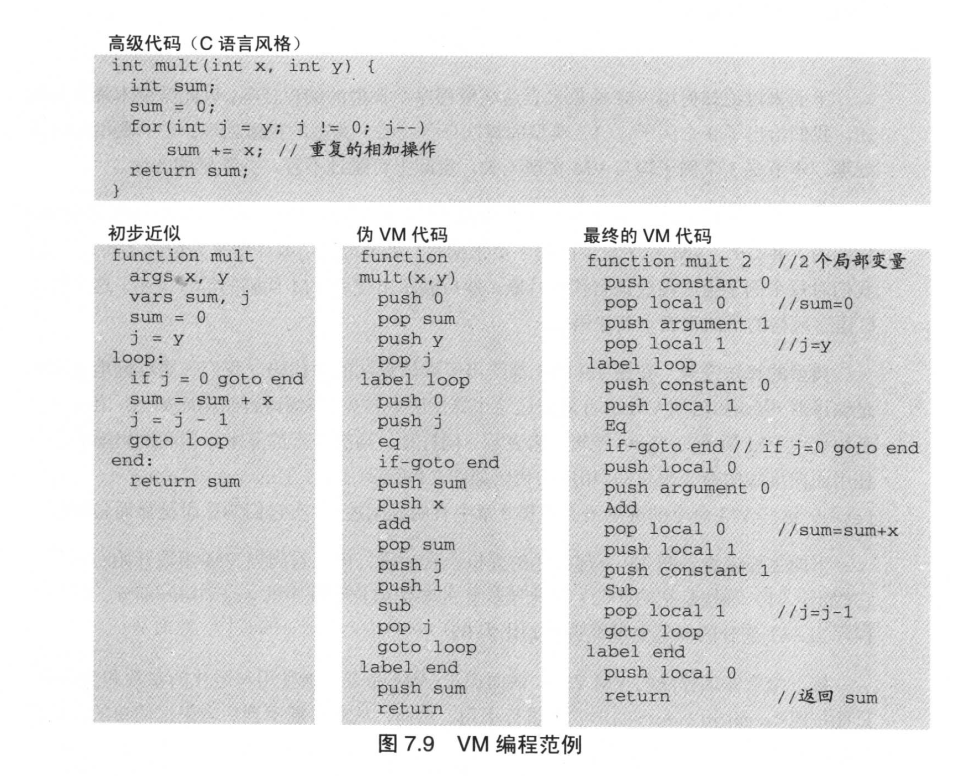 高级代码（C 语言风格）
int mult(int x, int y) {
  int sum;
  sum = 0;
  for(int j = y; j != 0; j--)
     sum += x; // 重复的相加操作
  return sum;
}
初步近似
function mult
  args x, y
  vars sum, j
  sum = 0
  j = y
loop:
  if j = 0 goto end
  sum = sum + x
  j = j - 1
  goto loop
end:
  return sum
伪 VM 代码
function
mult(x,y)
  push 0
  pop sum
  push y
  pop j
label loop
  push 0
  push j
  eq
  if-goto end
  push sum
  push x
  add
  pop sum
  push j
  push 1
  sub
  pop j
  goto loop
label end
  push sum
  return
最终的 VM 代码
function mult 2  //2 个局部变量
  push constant 0
  pop local 0     //sum=0
  push argument 1
  pop local 1     //j=y
label loop
  push constant 0
  push local 1
  Eq
  if-goto end // if j=0 goto end
  push local 0
  push argument 0
  Add
  pop local 0     //sum=sum+x
  push local 1
  push constant 1
  Sub
  pop local 1     //j=j-1
  goto loop
label end
  push local 0
  return          //返回 sum
图 7.9 VM 编程范例